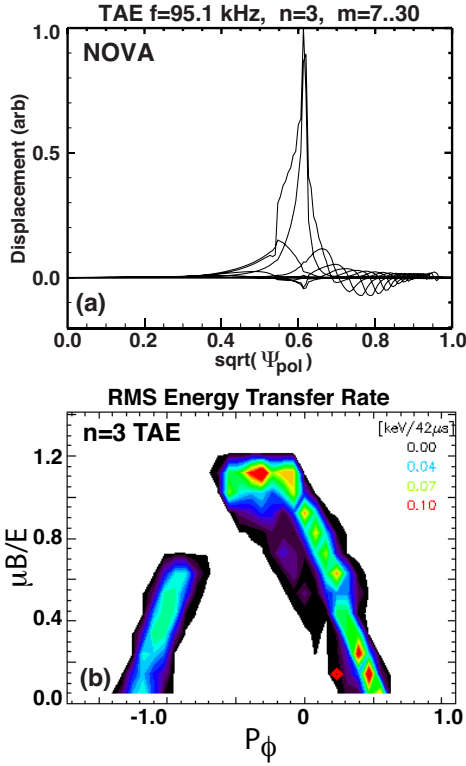 TAE f=95.1 kHz, n=3, m=7..30
NOVA
1.0
0.5
0.0
Displacement (arb)
(a)
0.0 0.2 0.4 0.6 0.8 1.0
sqrt(Ψpol)
RMS Energy Transfer Rate
n=3 TAE
[keV/42μs]
0.00
0.04
0.07
0.10
1.2
0.8
0.4
0.0
μB/E
(b)
-1.0 0 1.0
Pϕ